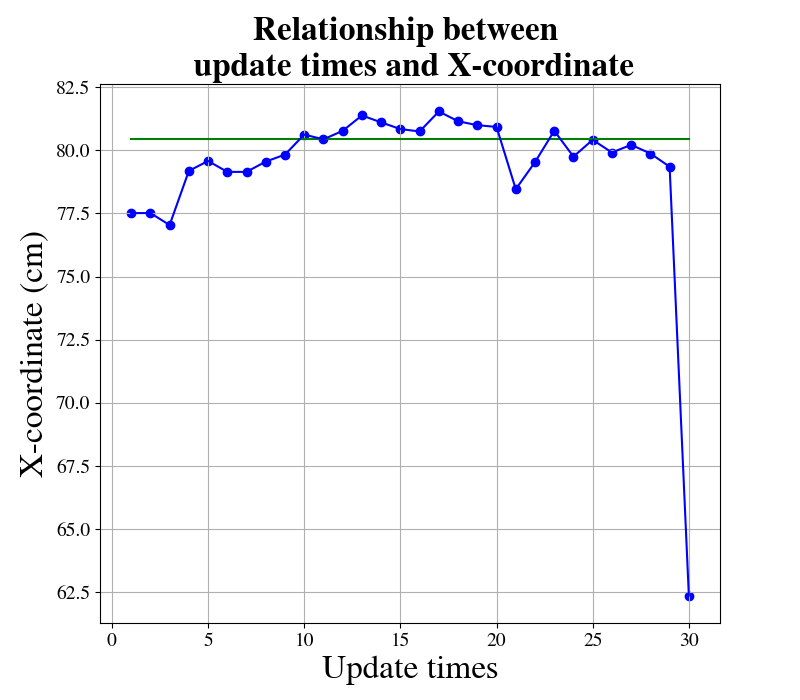 Relationship between
update times and X-coordinate
82.5
80.0
77.5
75.0
72.5
70.0
67.5
65.0
62.5
X-coordinate (cm)
0 5 10 15 20 25 30
Update times